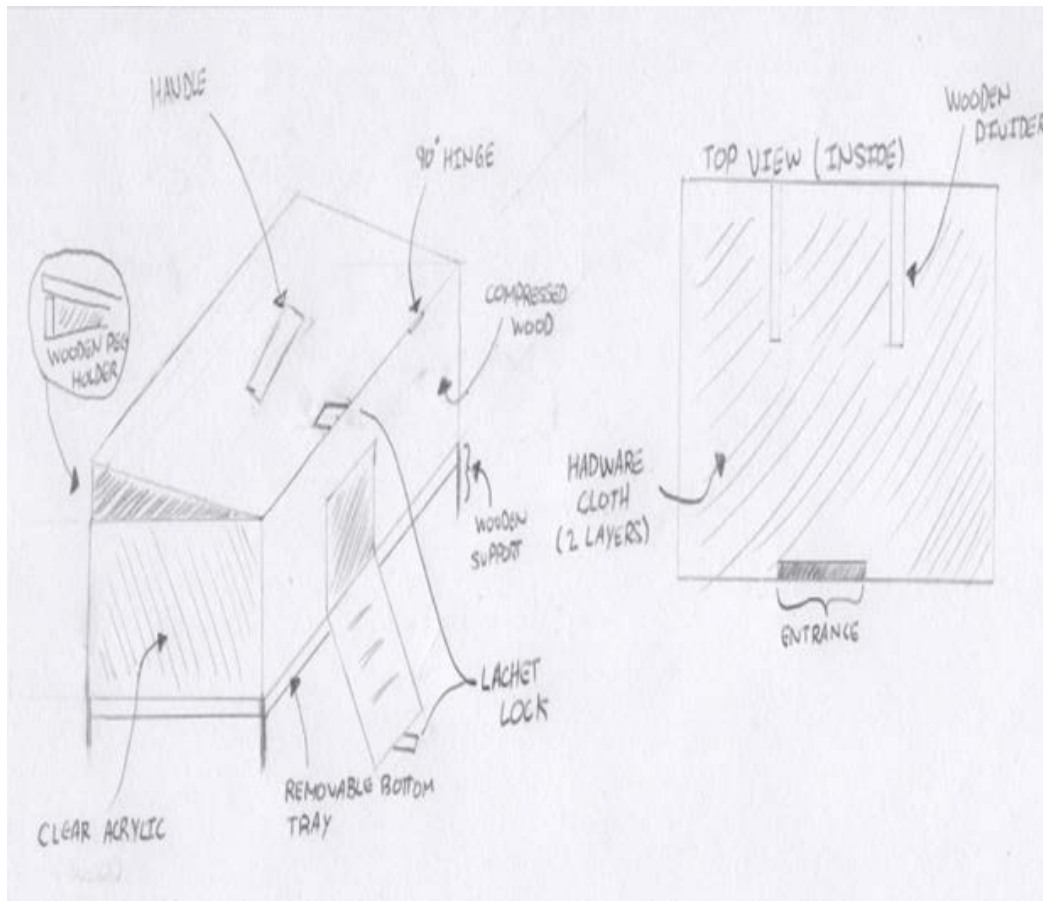 HANDLE
90° HINGE
WOODEN PEG
HOLDER
COMPRESSED
WOOD
WOODEN
SUPPORT
LACHET
LOCK
REMOVABLE BOTTOM
TRAY
CLEAR ACRYLIC
TOP VIEW (INSIDE)
WOODEN
DIVIDER
HADWARE
CLOTH
(2 LAYERS)
ENTRANCE